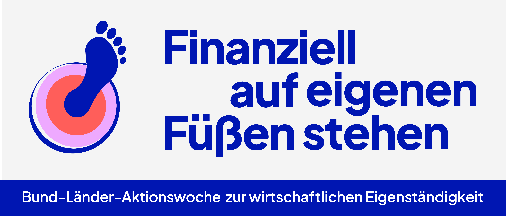 Finanziell
auf eigenen
Füßen stehen
Bund-Länder-Aktionswoche zur wirtschaftlichen Eigenständigkeit